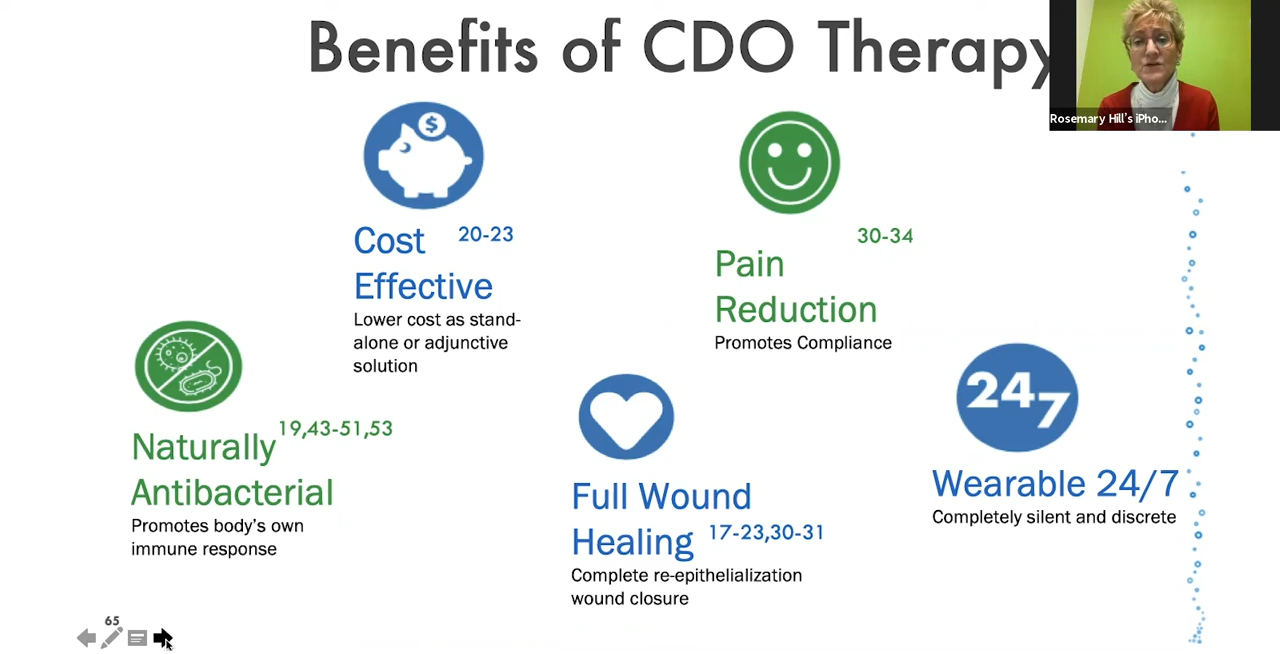 Benefits of CDO Therapy
Rosemary Hill's iPho...
$
Cost 20-23
Effective
Lower cost as stand-
alone or adjunctive
solution
30-34
Pain
Reduction
Promotes Compliance
Naturally 19,43-51,53
Antibacterial
Promotes body's own
immune response
Full Wound
Healing 17-23,30-31
Complete re-epithelialization
wound closure
24 7
Wearable 24/7
Completely silent and discrete
65